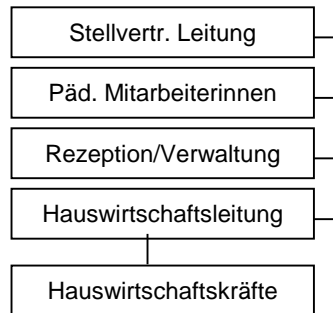 Stellvertr. Leitung
Päd. Mitarbeiterinnen
Rezeption/Verwaltung
Hauswirtschaftsleitung
Hauswirtschaftskräfte